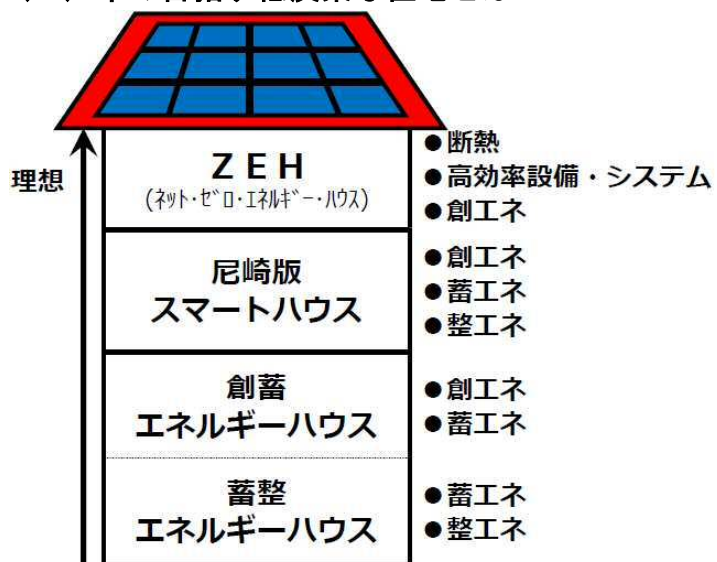 理想
ZEH
(ネット・ゼロ・エネルギー・ハウス)
●断熱
●高効率設備・システム
●創エネ
尼崎版
スマートハウス
●創エネ
●蓄エネ
●整エネ
創蓄
エネルギーハウス
●創エネ
●蓄エネ
蓄整
エネルギーハウス
●蓄エネ
●整エネ